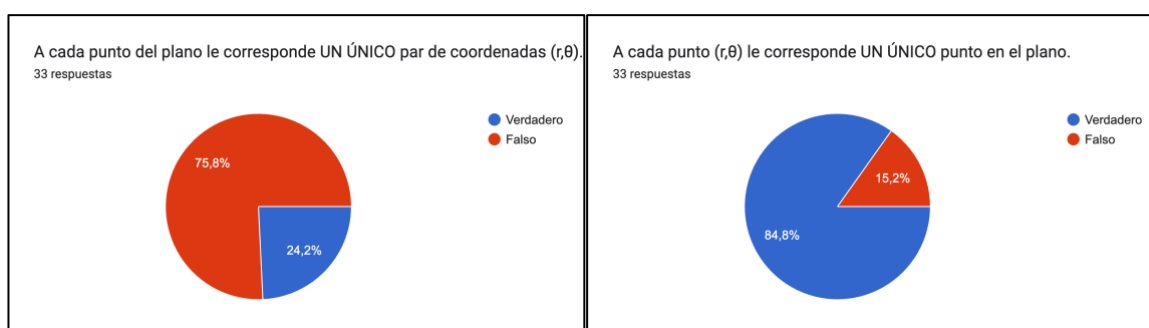 A cada punto del plano le corresponde UN ÚNICO par de coordenadas (r,θ).
33 respuestas
Verdadero
Falso
75,8%
24,2%
A cada punto (r,θ) le corresponde UN ÚNICO punto en el plano.
33 respuestas
Verdadero
Falso
15,2%
84,8%